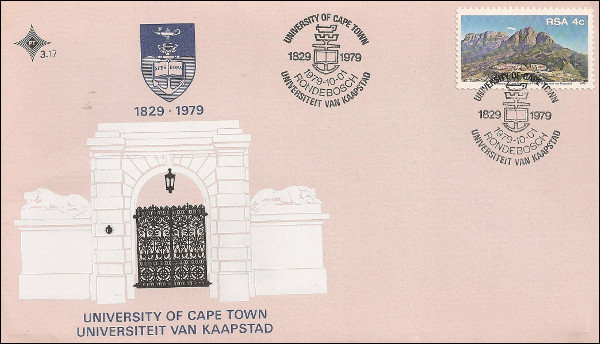 3.17
SPES BONA
1829 · 1979
UNIVERSITY OF CAPE TOWN
1829 1979
1979-10-01
RONDEBOSCH
UNIVERSITEIT VAN KAAPSTAD
RSA 4c
UNIVERSITY OF CAPE TOWN
1829 1979
1979-10-01
RONDEBOSCH
UNIVERSITEIT VAN KAAPSTAD
UNIVERSITY OF CAPE TOWN
UNIVERSITEIT VAN KAAPSTAD